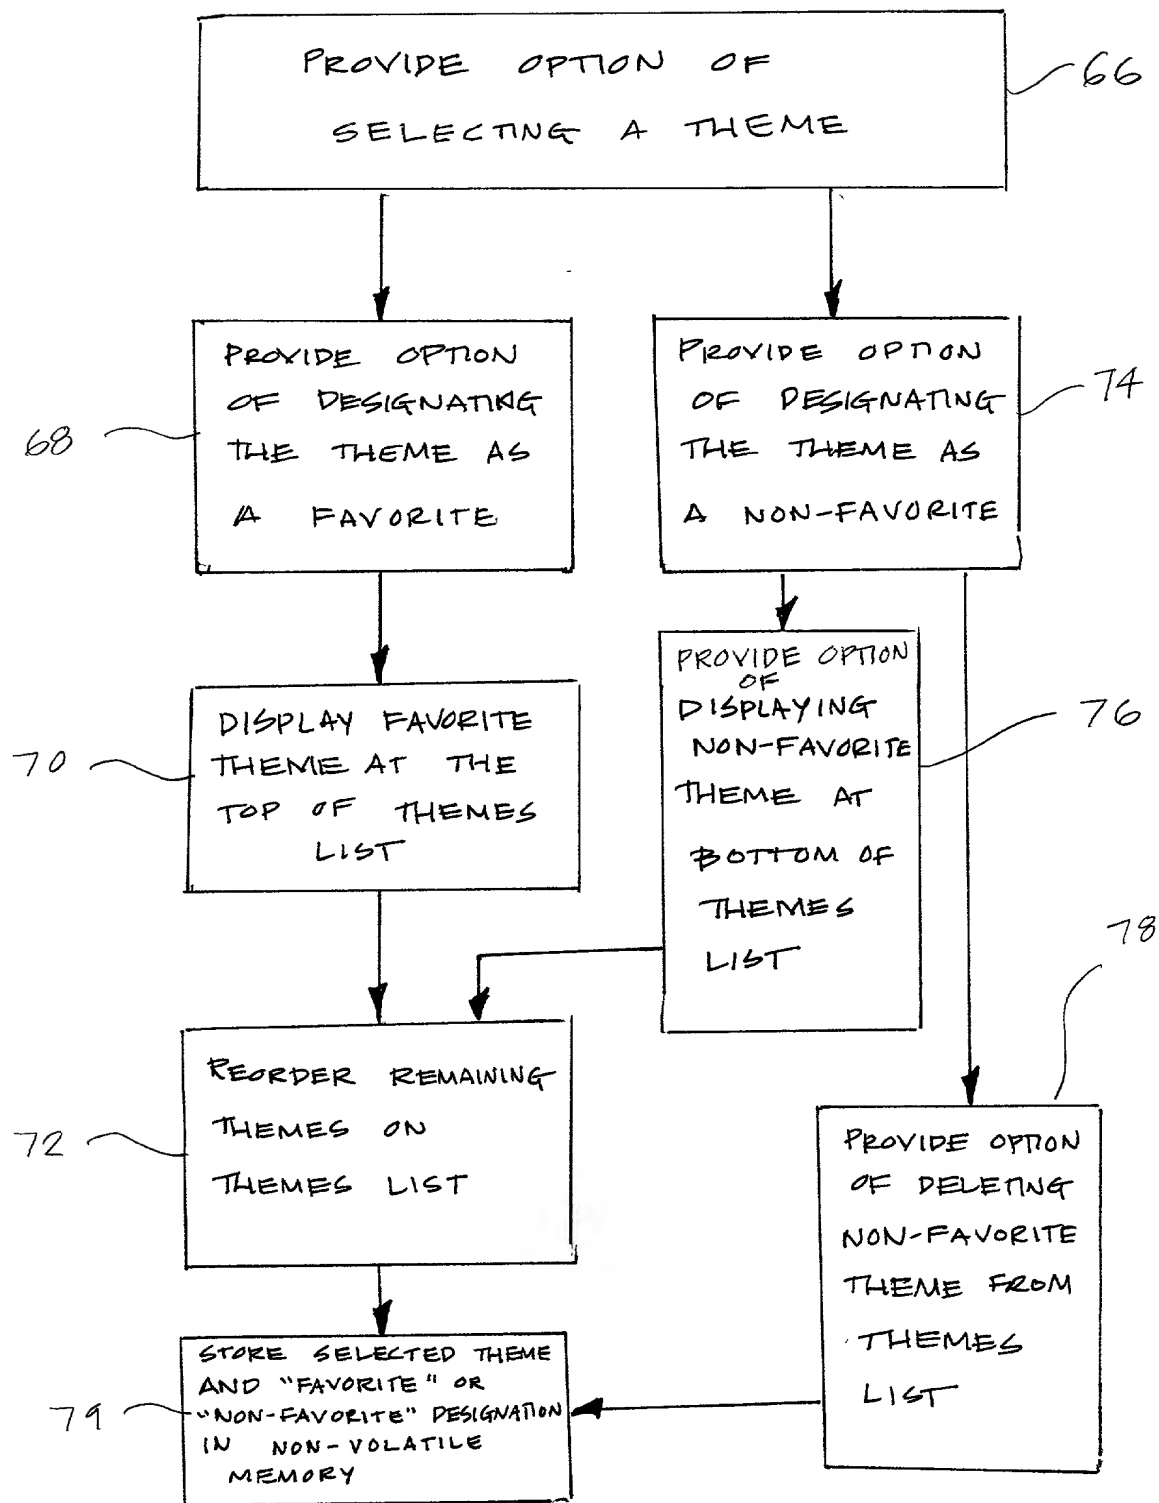 PROVIDE OPTION OF
SELECTING A THEME
66
PROVIDE OPTION
OF DESIGNATING
THE THEME AS
A FAVORITE
68
PROVIDE OPTION
OF DESIGNATING
THE THEME AS
A NON-FAVORITE
74
DISPLAY FAVORITE
THEME AT THE
TOP OF THEMES
LIST
70
PROVIDE OPTION
OF
DISPLAYING
NON-FAVORITE
THEME AT
BOTTOM OF
THEMES
LIST
76
REORDER REMAINING
THEMES ON
THEMES LIST
72
PROVIDE OPTION
OF DELETING
NON-FAVORITE
THEME FROM
THEMES
LIST
78
STORE SELECTED THEME
AND "FAVORITE" OR
"NON-FAVORITE" DESIGNATION
IN NON-VOLATILE
MEMORY
79